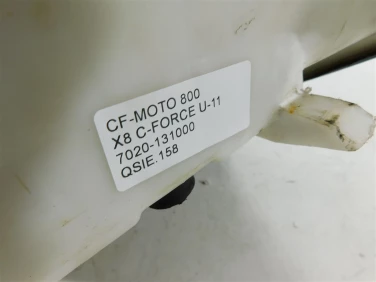 CF-MOTO 800
X8 C-FORCE U-11
7020-131000
QSIE.158